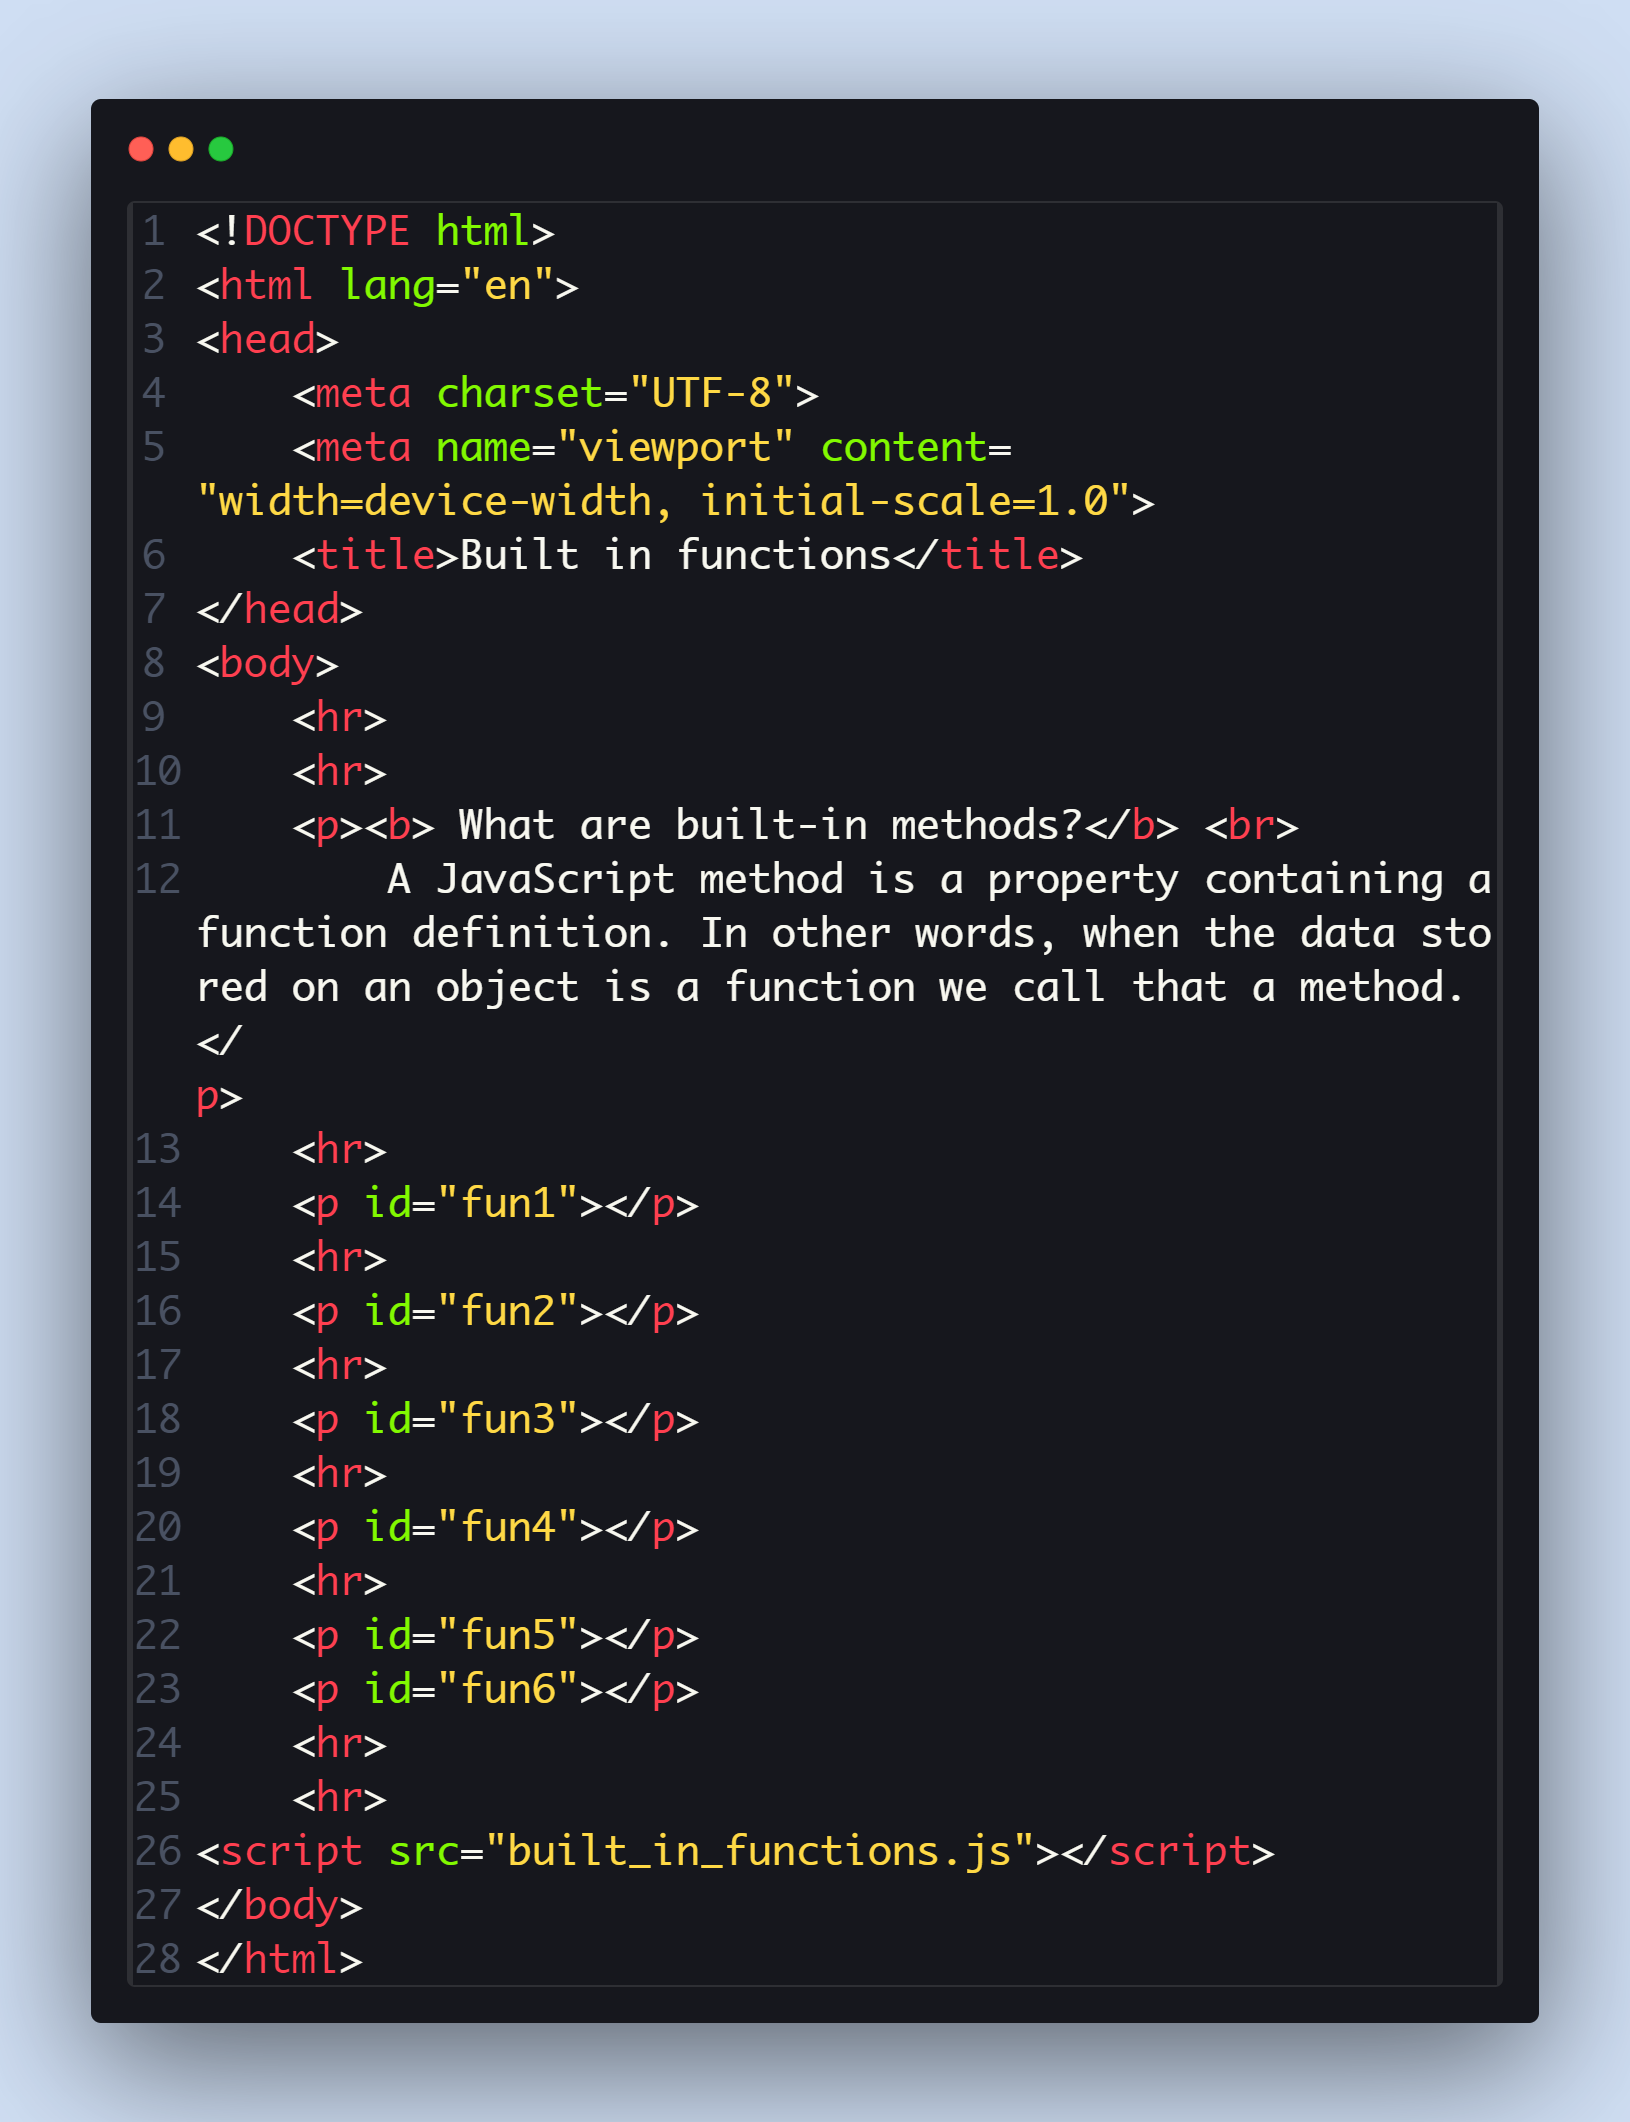 1 <!DOCTYPE html>
2 <html lang="en">
3 <head>
4     <meta charset="UTF-8">
5     <meta name="viewport" content=
"width=device-width, initial-scale=1.0">
6     <title>Built in functions</title>
7 </head>
8 <body>
9     <hr>
10     <hr>
11     <p><b> What are built-in methods?</b> <br>
12         A JavaScript method is a property containing a
function definition. In other words, when the data sto
red on an object is a function we call that a method.
</
p>
13     <hr>
14     <p id="fun1"></p>
15     <hr>
16     <p id="fun2"></p>
17     <hr>
18     <p id="fun3"></p>
19     <hr>
20     <p id="fun4"></p>
21     <hr>
22     <p id="fun5"></p>
23     <p id="fun6"></p>
24     <hr>
25     <hr>
26 <script src="built_in_functions.js"></script>
27 </body>
28 </html>